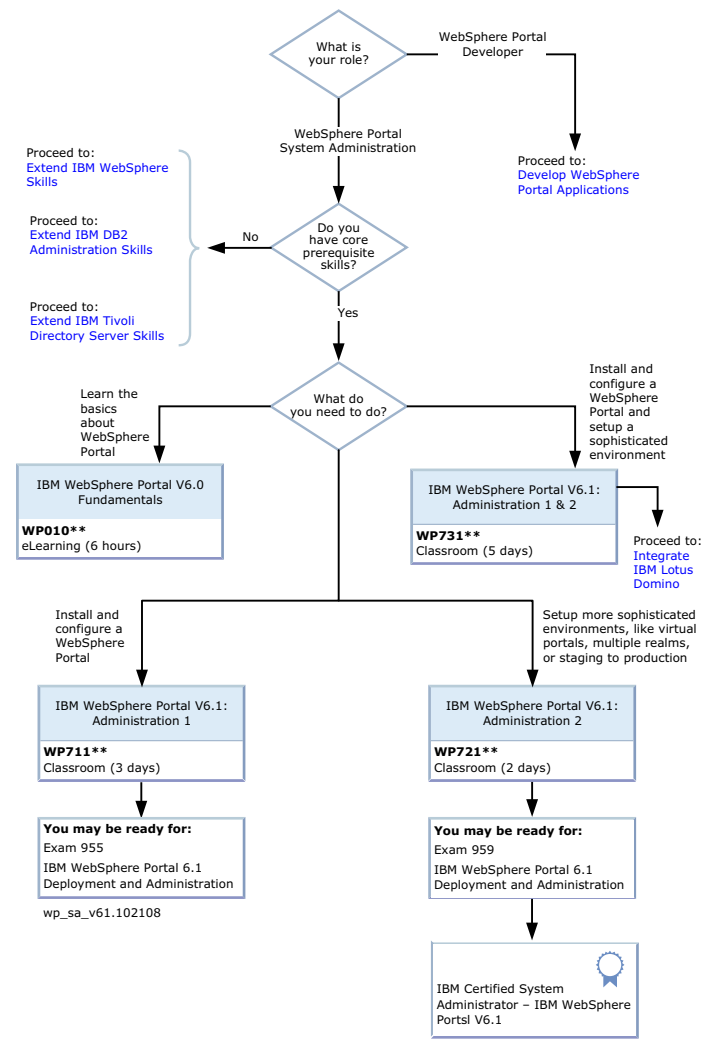 What is
your role?
WebSphere Portal
Developer
WebSphere Portal
System Administration
Proceed to:
Develop WebSphere
Portal Applications
Proceed to:
Extend IBM WebSphere
Skills
Proceed to:
Extend IBM DB2
Administration Skills
Proceed to:
Extend IBM Tivoli
Directory Server Skills
No
Do you
have core
prerequisite
skills?
Yes
What do
you need to do?
Learn the
basics
about
WebSphere
Portal
Install and
configure a
WebSphere
Portal and
setup a
sophisticated
environment
IBM WebSphere Portal V6.0
Fundamentals
WP010**
eLearning (6 hours)
IBM WebSphere Portal V6.1:
Administration 1 & 2
WP731**
Classroom (5 days)
Proceed to:
Integrate
IBM Lotus
Domino
Install and
configure a
WebSphere
Portal
Setup more sophisticated
environments, like virtual
portals, multiple realms,
or staging to production
IBM WebSphere Portal V6.1:
Administration 1
WP711**
Classroom (3 days)
IBM WebSphere Portal V6.1:
Administration 2
WP721**
Classroom (2 days)
You may be ready for:
Exam 955
IBM WebSphere Portal 6.1
Deployment and Administration
You may be ready for:
Exam 959
IBM WebSphere Portal 6.1
Deployment and Administration
wp_sa_v61.102108
IBM Certified System
Administrator – IBM WebSphere
Portsl V6.1